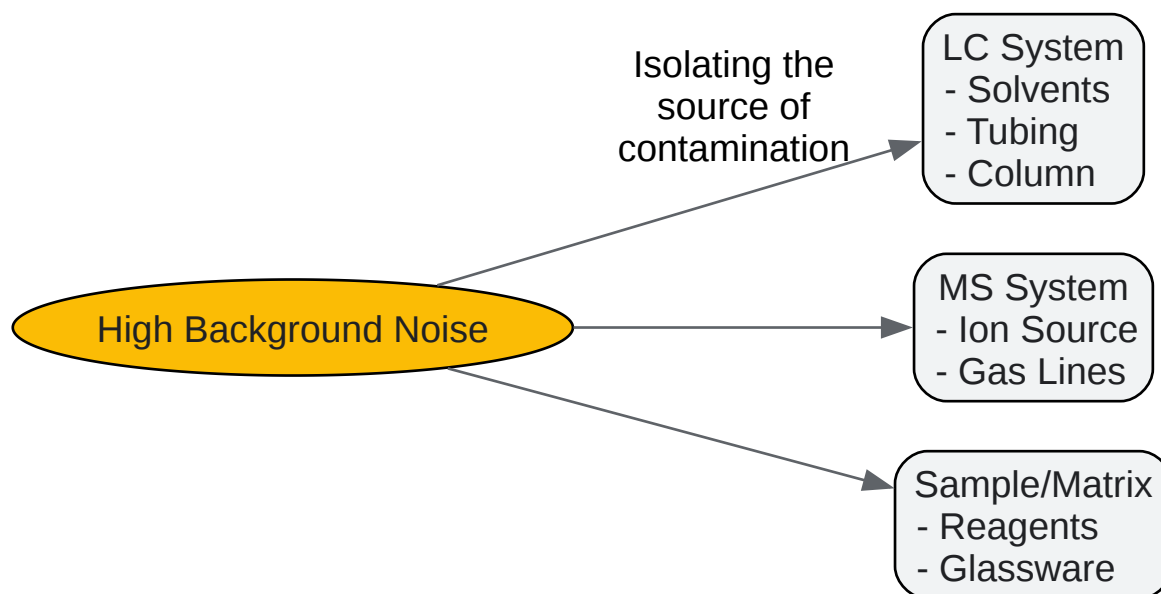 Isolating the
source of
contamination
LC System
- Solvents
- Tubing
- Column
High Background Noise
MS System
- Ion Source
- Gas Lines
Sample/Matrix
- Reagents
- Glassware